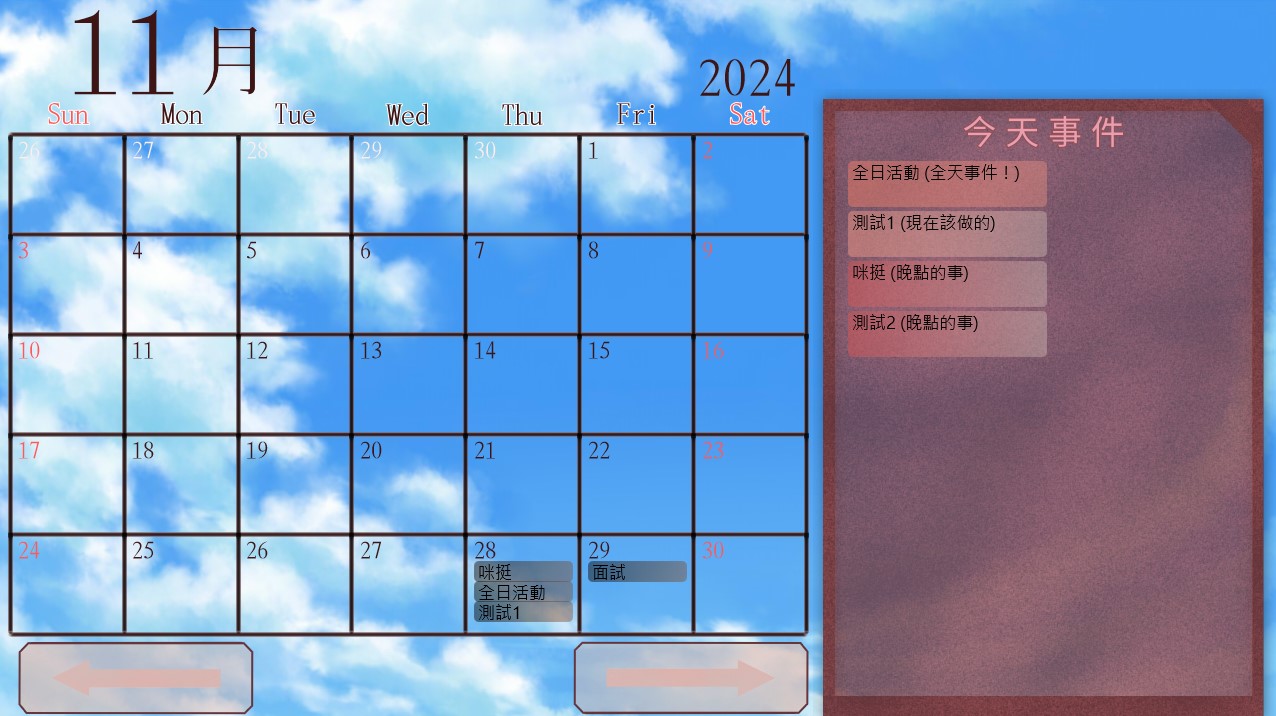 11月
2024
Sun Mon Tue Wed Thu Fri Sat
26 27 28 29 30 1 2
3 4 5 6 7 8 9
10 11 12 13 14 15 16
17 18 19 20 21 22 23
24 25 26 27 28 29 30
咪挺 面試
全日活動
測試1
今天事件
全日活動 (全天事件！)
測試1 (現在該做的)
咪挺 (晚點的事)
測試2 (晚點的事)